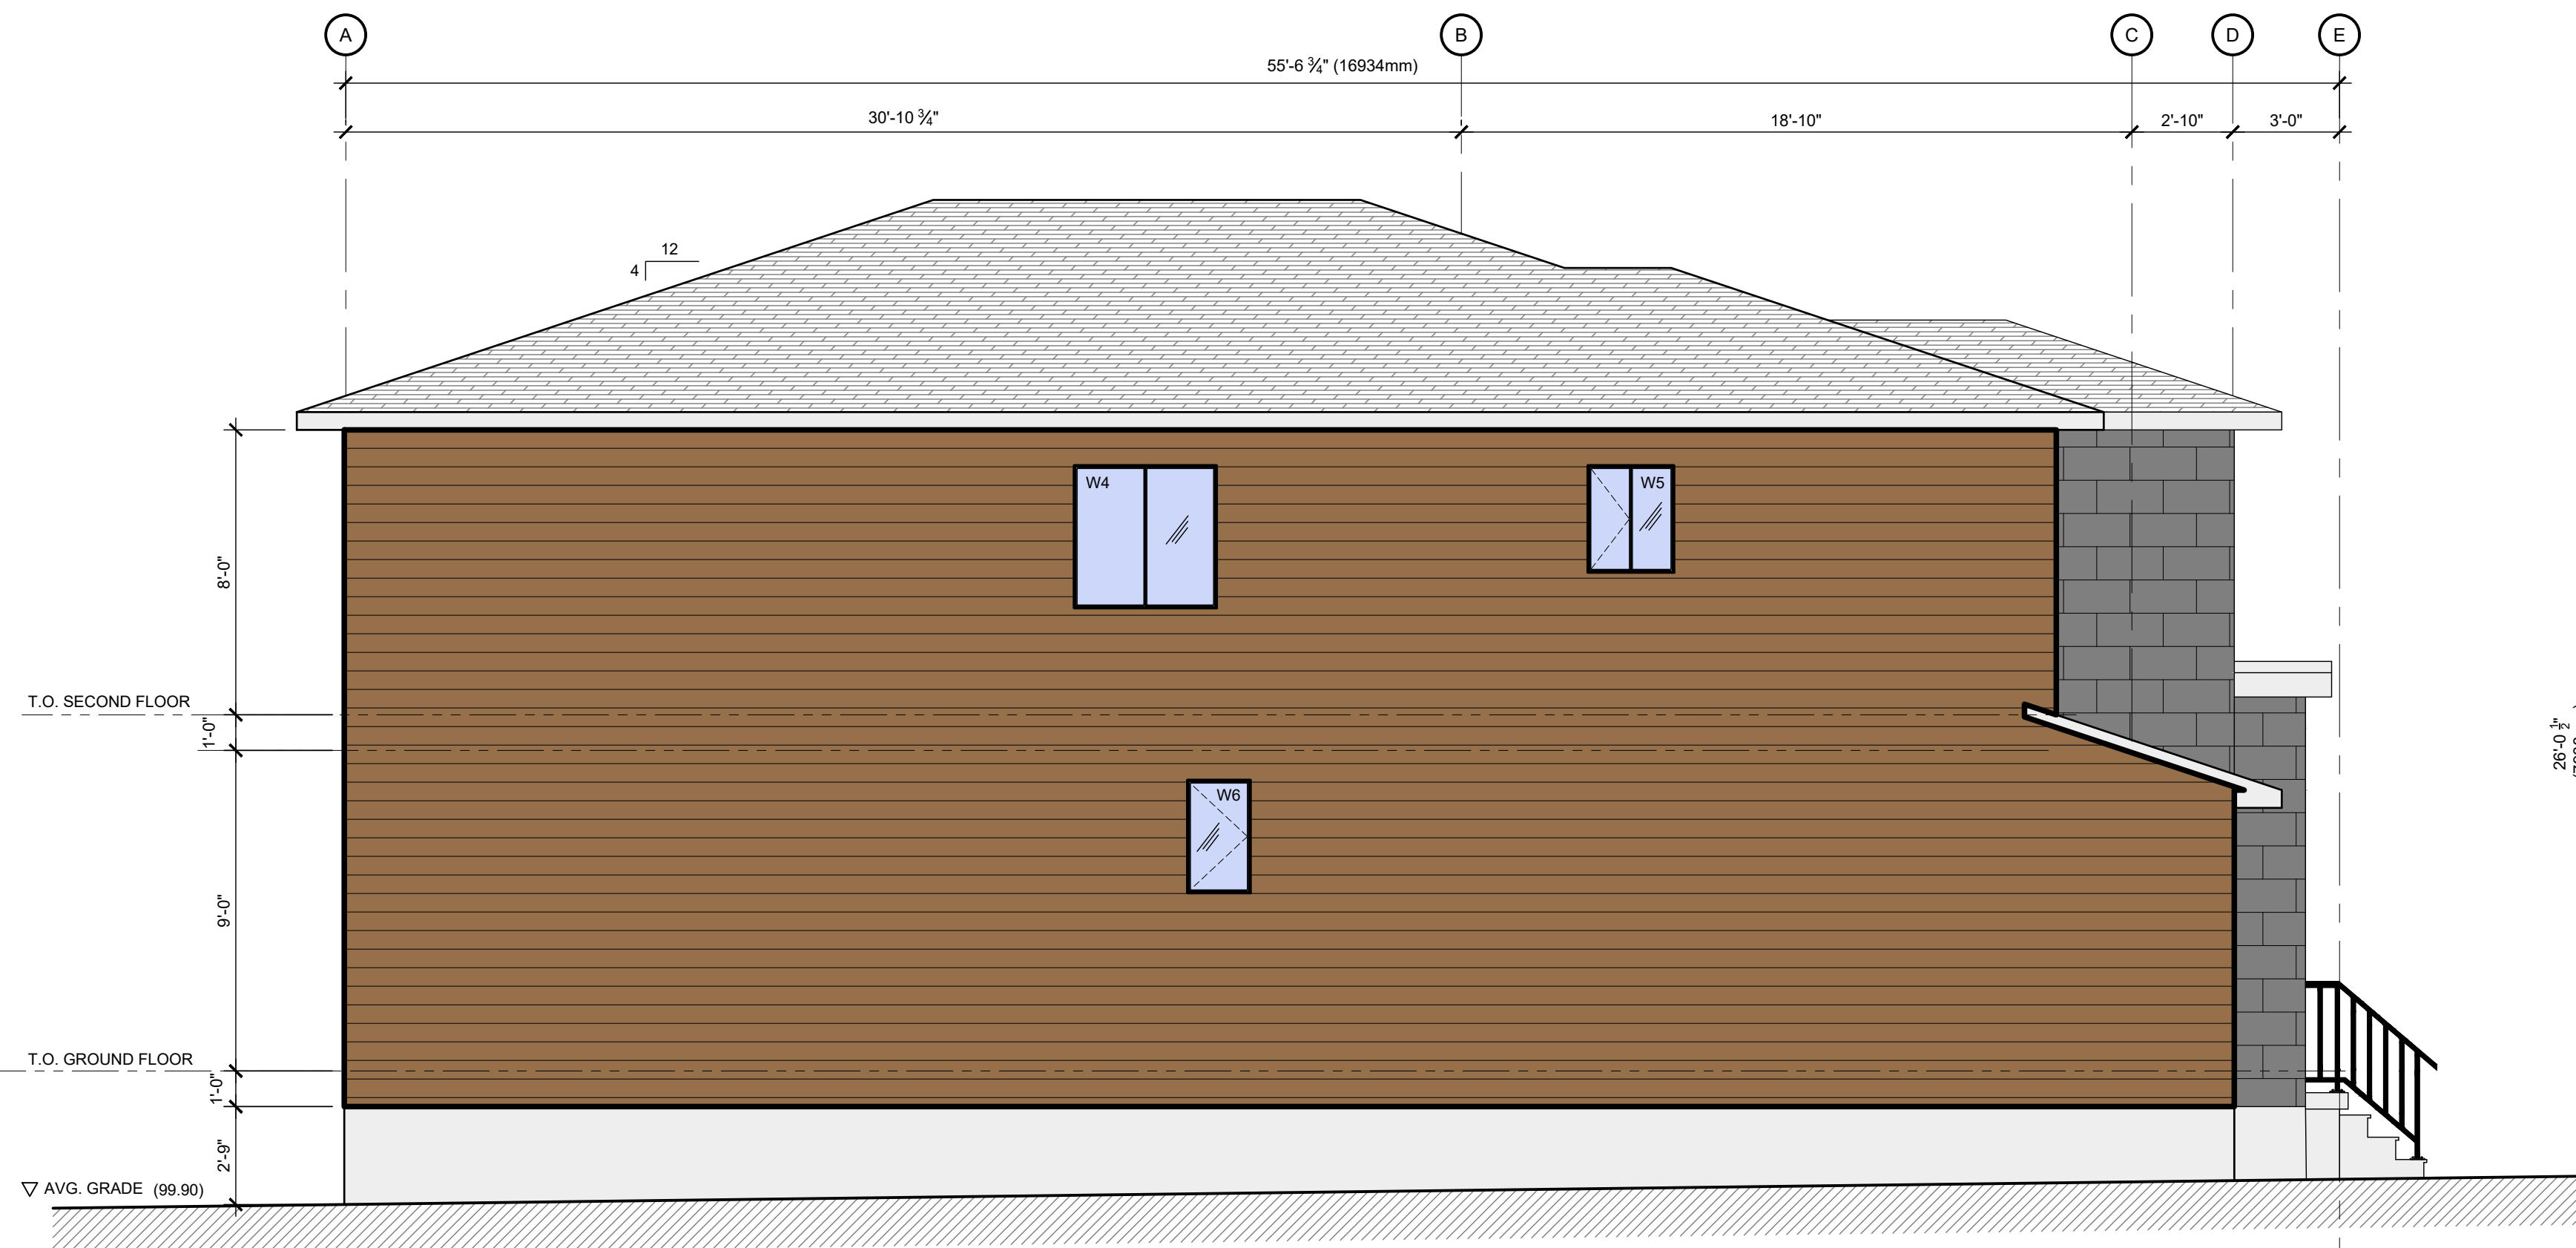 A B C D E
55'-6 ¾" (16934mm)
30'-10 ¾" 18'-10" 2'-10" 3'-0"
12
4
W4 W5
8'-0"
T.O. SECOND FLOOR
1'-0"
26'-0 ½"
W6
9'-0"
T.O. GROUND FLOOR
1'-0"
2'-9"
AVG. GRADE (99.90)